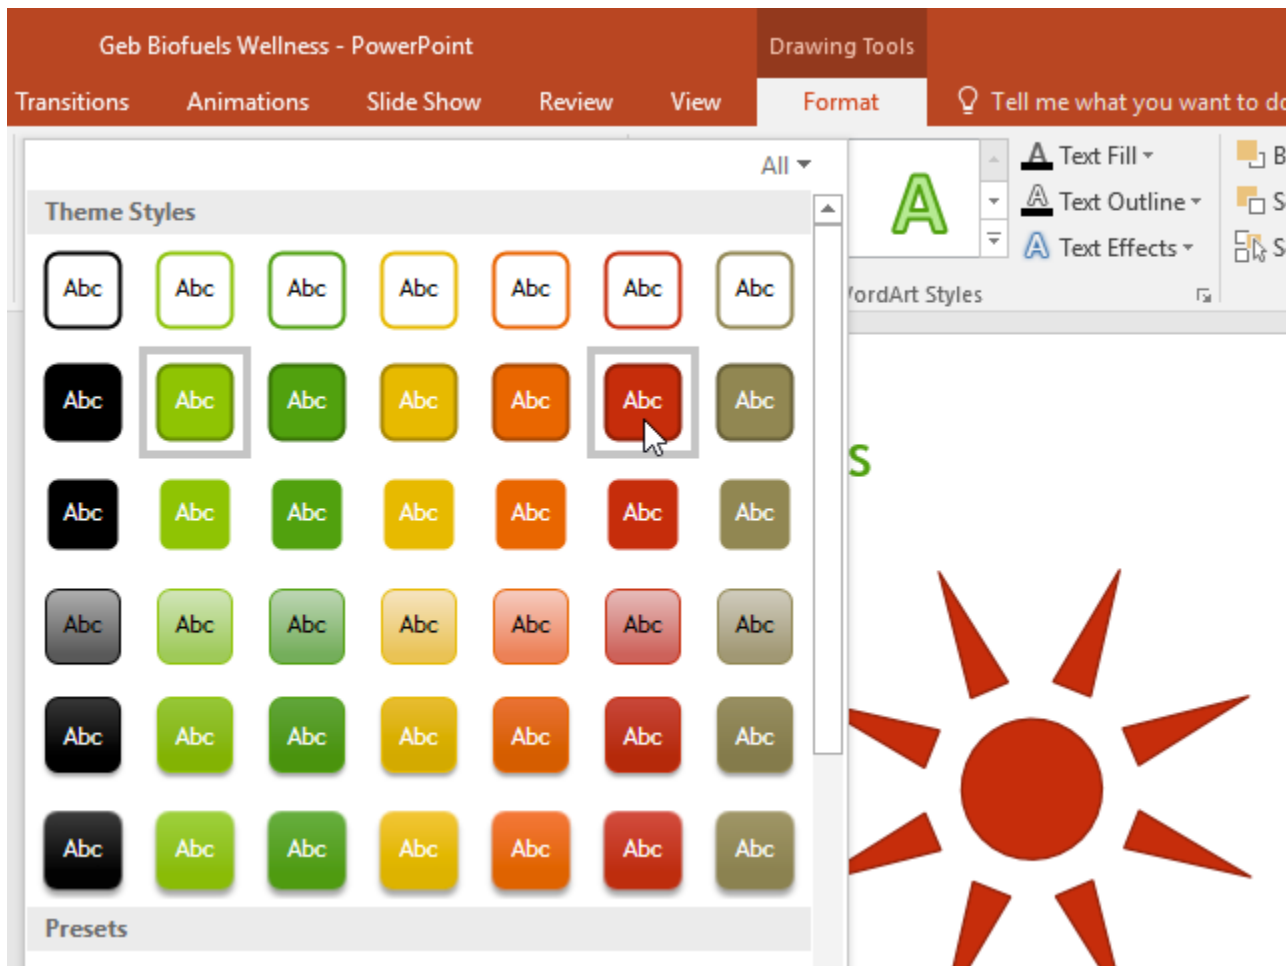 Geb Biofuels Wellness - PowerPoint
Drawing Tools
Transitions Animations Slide Show Review View Format Tell me what you want to do
All
Theme Styles
Abc Abc Abc Abc Abc Abc Abc
Abc Abc Abc Abc Abc Abc Abc
Abc Abc Abc Abc Abc Abc Abc
Abc Abc Abc Abc Abc Abc Abc
Abc Abc Abc Abc Abc Abc Abc
Abc Abc Abc Abc Abc Abc Abc
Presets
A
A Text Fill
A Text Outline
A Text Effects
WordArt Styles
B
S
S
s